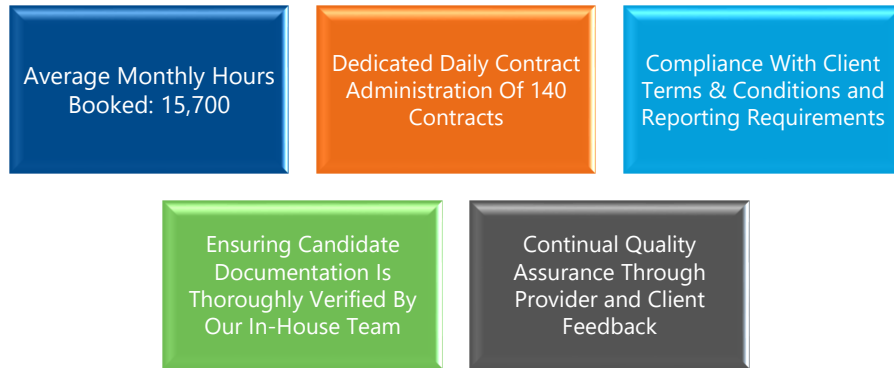 Average Monthly Hours
Booked: 15,700
Dedicated Daily Contract
Administration Of 140
Contracts
Compliance With Client
Terms & Conditions and
Reporting Requirements
Ensuring Candidate
Documentation Is
Thoroughly Verified By
Our In-House Team
Continual Quality
Assurance Through
Provider and Client
Feedback